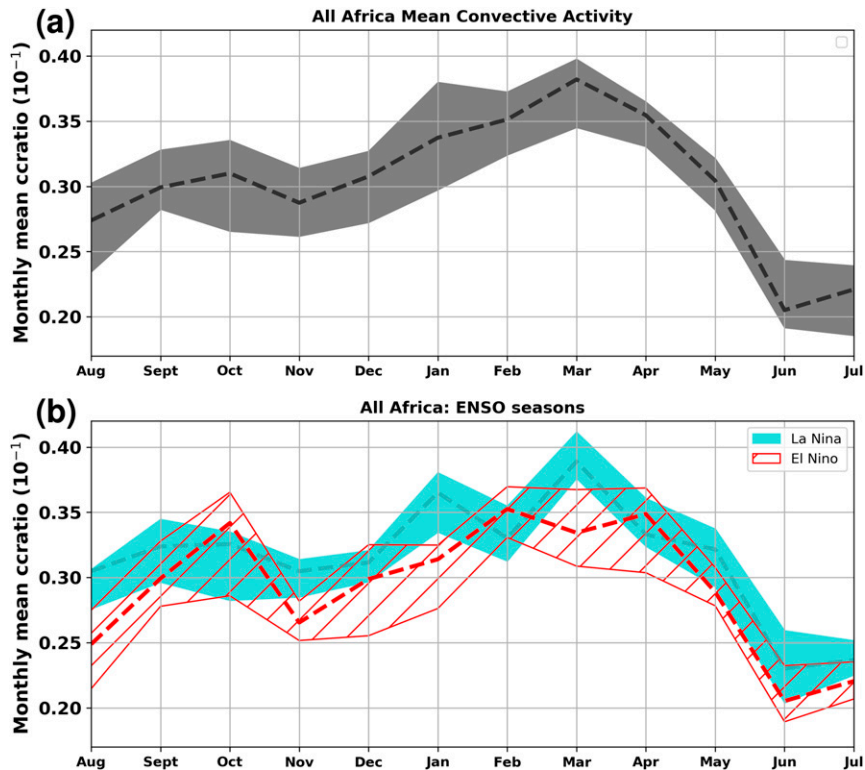 (a)
All Africa Mean Convective Activity
Monthly mean ccratio (10⁻¹)
0.40
0.35
0.30
0.25
0.20
Aug Sept Oct Nov Dec Jan Feb Mar Apr May Jun Jul
(b)
All Africa: ENSO seasons
Monthly mean ccratio (10⁻¹)
0.40
0.35
0.30
0.25
0.20
La Nina
El Nino
Aug Sept Oct Nov Dec Jan Feb Mar Apr May Jun Jul